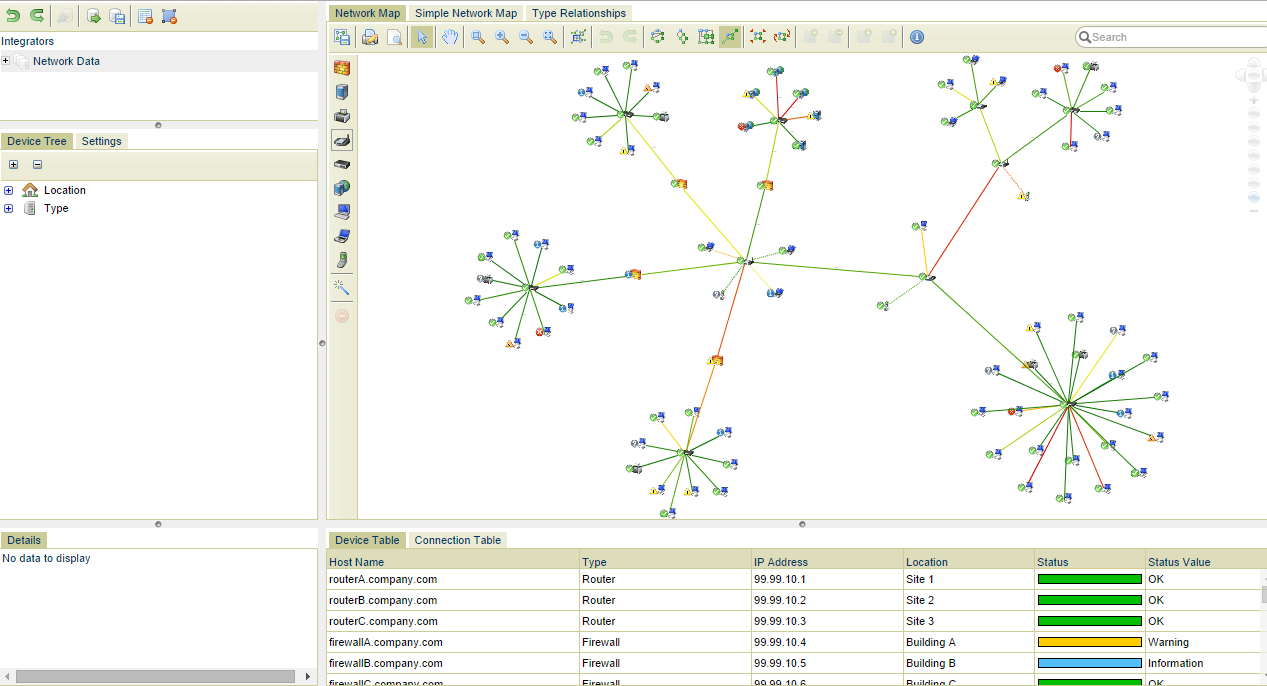 Integrators
Network Data
Device Tree Settings
Location
Type
Details
No data to display
Network Map Simple Network Map Type Relationships
Search
Device Table Connection Table
Host Name Type IP Address Location Status Status Value
routerA.company.com Router 99.99.10.1 Site 1 OK
routerB.company.com Router 99.99.10.2 Site 2 OK
routerC.company.com Router 99.99.10.3 Site 3 OK
firewallA.company.com Firewall 99.99.10.4 Building A Warning
firewallB.company.com Firewall 99.99.10.5 Building B Information
firewallC.company.com Firewall 99.99.10.6 Building C OK